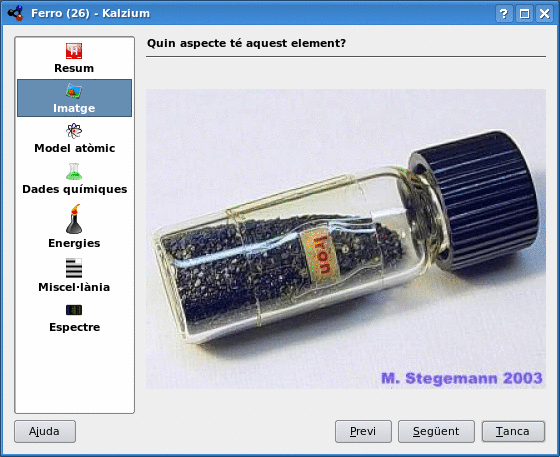 Ferro (26) - Kalzium
Resum
Imatge
Model atòmic
Dades químiques
Energies
Miscel·lània
Espectre
Quin aspecte té aquest element?
Iron
M. Stegemann 2003
Ajuda
Previ
Següent
Tanca